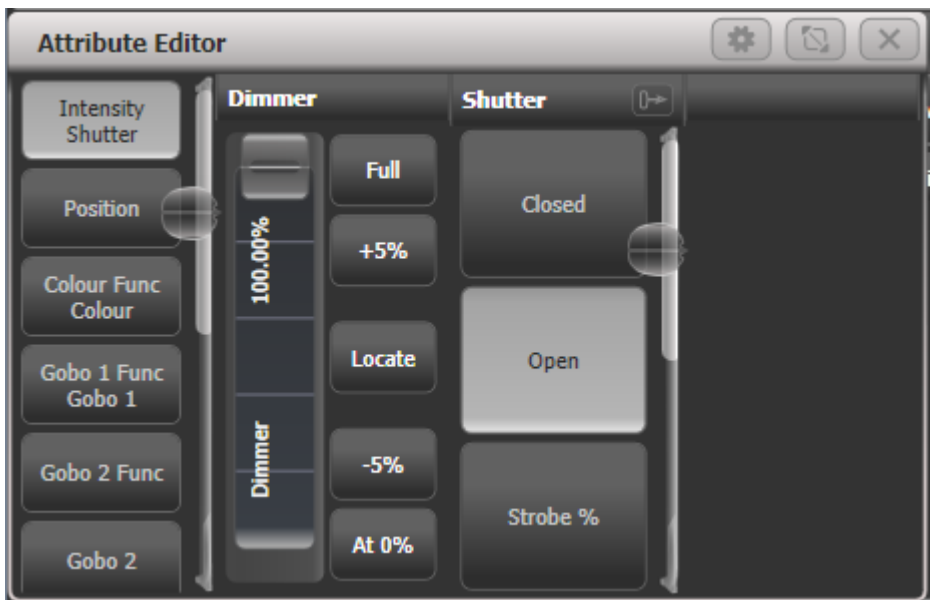 Attribute Editor
Intensity
Shutter
Position
Colour Func
Colour
Gobo 1 Func
Gobo 1
Gobo 2 Func
Gobo 2
Dimmer
100.00%
Dimmer
Full
+5%
Locate
-5%
At 0%
Shutter
Closed
Open
Strobe %